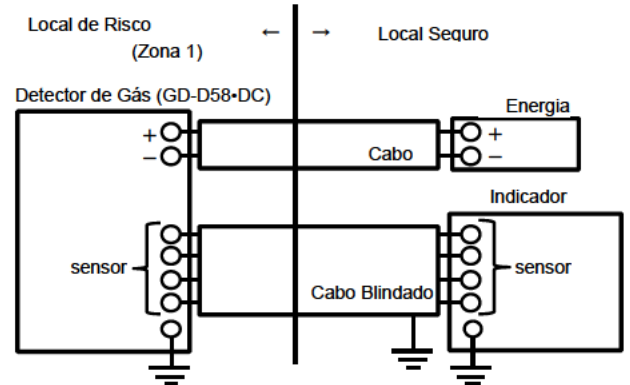 Local de Risco
(Zona 1)
← →
Local Seguro
Detector de Gás (GD-D58•DC)
Energia
+
−
Cabo
+
−
Indicador
sensor
Cabo Blindado
sensor